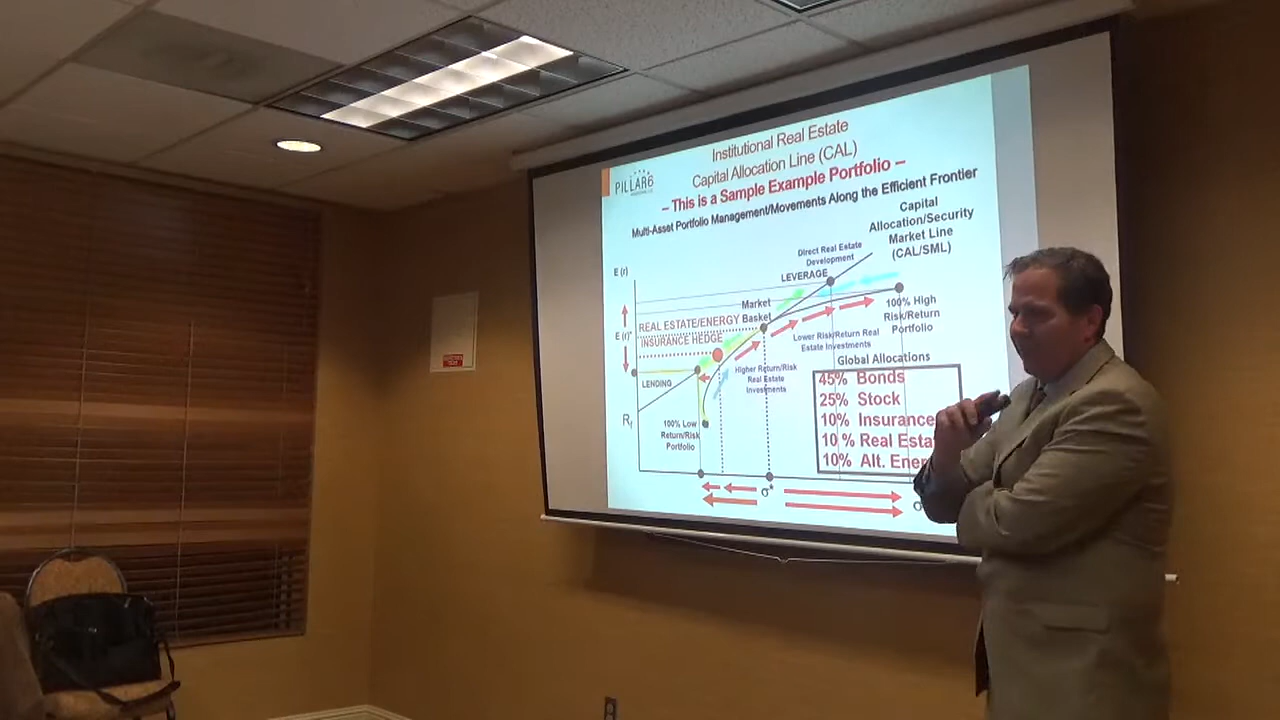 PILLAR6
Institutional Real Estate
Capital Allocation Line (CAL)
– This is a Sample Example Portfolio –
Multi-Asset Portfolio Management/Movements Along the Efficient Frontier
Capital
Allocation/Security
Market Line
(CAL/SML)
Direct Real Estate
Development
LEVERAGE
E (r)
Market
Basket
REAL ESTATE/ENERGY
INSURANCE HEDGE
E (r)*
100% High
Risk/Return
Portfolio
Lower Risk/Return Real
Estate Investments
Higher Return/Risk
Real Estate
Investments
LENDING
Rf
100% Low
Return/Risk
Portfolio
Global Allocations
45% Bonds
25% Stock
10% Insurance
10 % Real Esta
10% Alt. Ener
σ*
σ